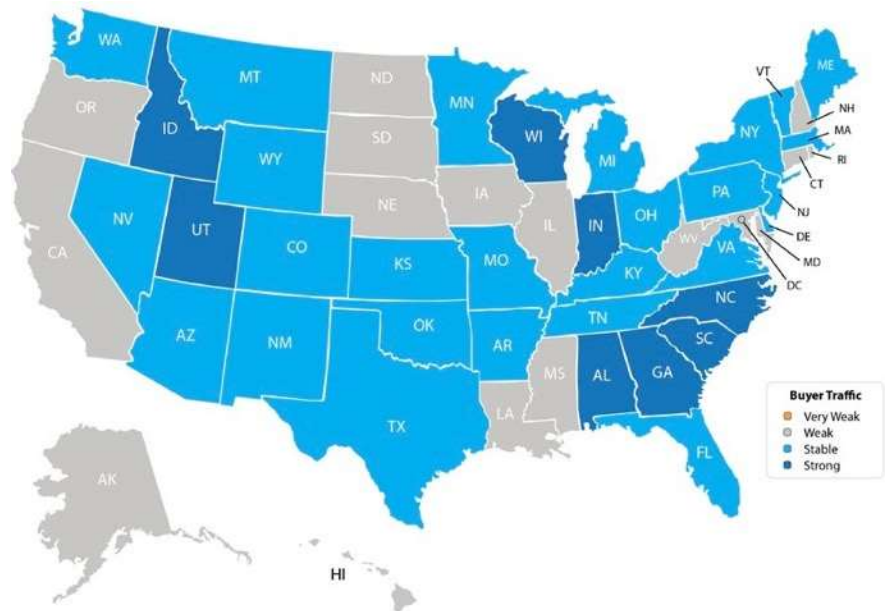 WA
MT
ND
MN
ME
VT
NH
OR
ID
SD
WI
NY
MA
MI
RI
WY
CT
IA
PA
NE
NJ
NV
OH
IL
IN
DE
UT
CO
WV
VA
MD
CA
KS
MO
KY
DC
NC
TN
OK
SC
AZ
NM
AR
MS
AL
GA
LA
TX
FL
AK
HI
Buyer Traffic
Very Weak
Weak
Stable
Strong